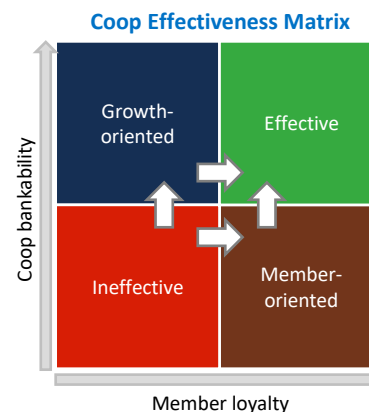 Coop Effectiveness Matrix
Coop bankability
Growth-
oriented
Effective
Ineffective
Member-
oriented
Member loyalty